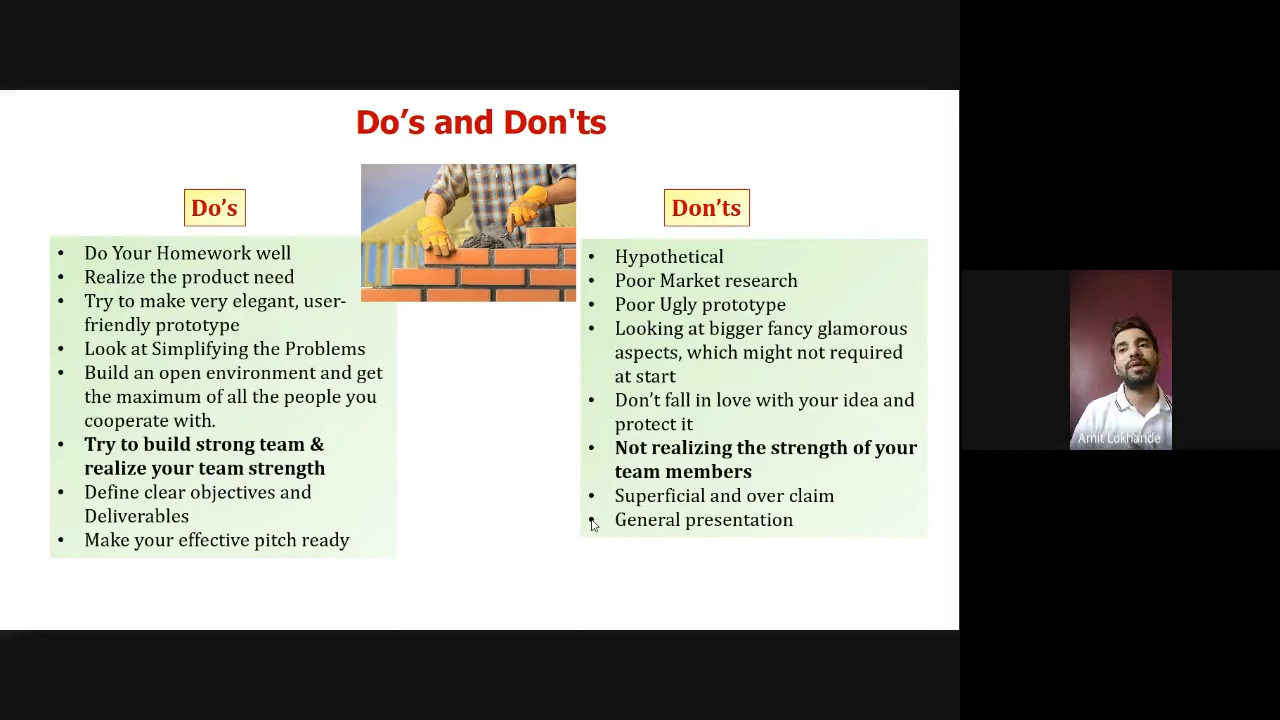 Do’s and Don'ts
Do’s
• Do Your Homework well
• Realize the product need
• Try to make very elegant, user-
friendly prototype
• Look at Simplifying the Problems
• Build an open environment and get
the maximum of all the people you
cooperate with.
• Try to build strong team &
realize your team strength
• Define clear objectives and
Deliverables
• Make your effective pitch ready
Don’ts
• Hypothetical
• Poor Market research
• Poor Ugly prototype
• Looking at bigger fancy glamorous
aspects, which might not required
at start
• Don’t fall in love with your idea and
protect it
• Not realizing the strength of your
team members
• Superficial and over claim
• General presentation
Amit Lokhande